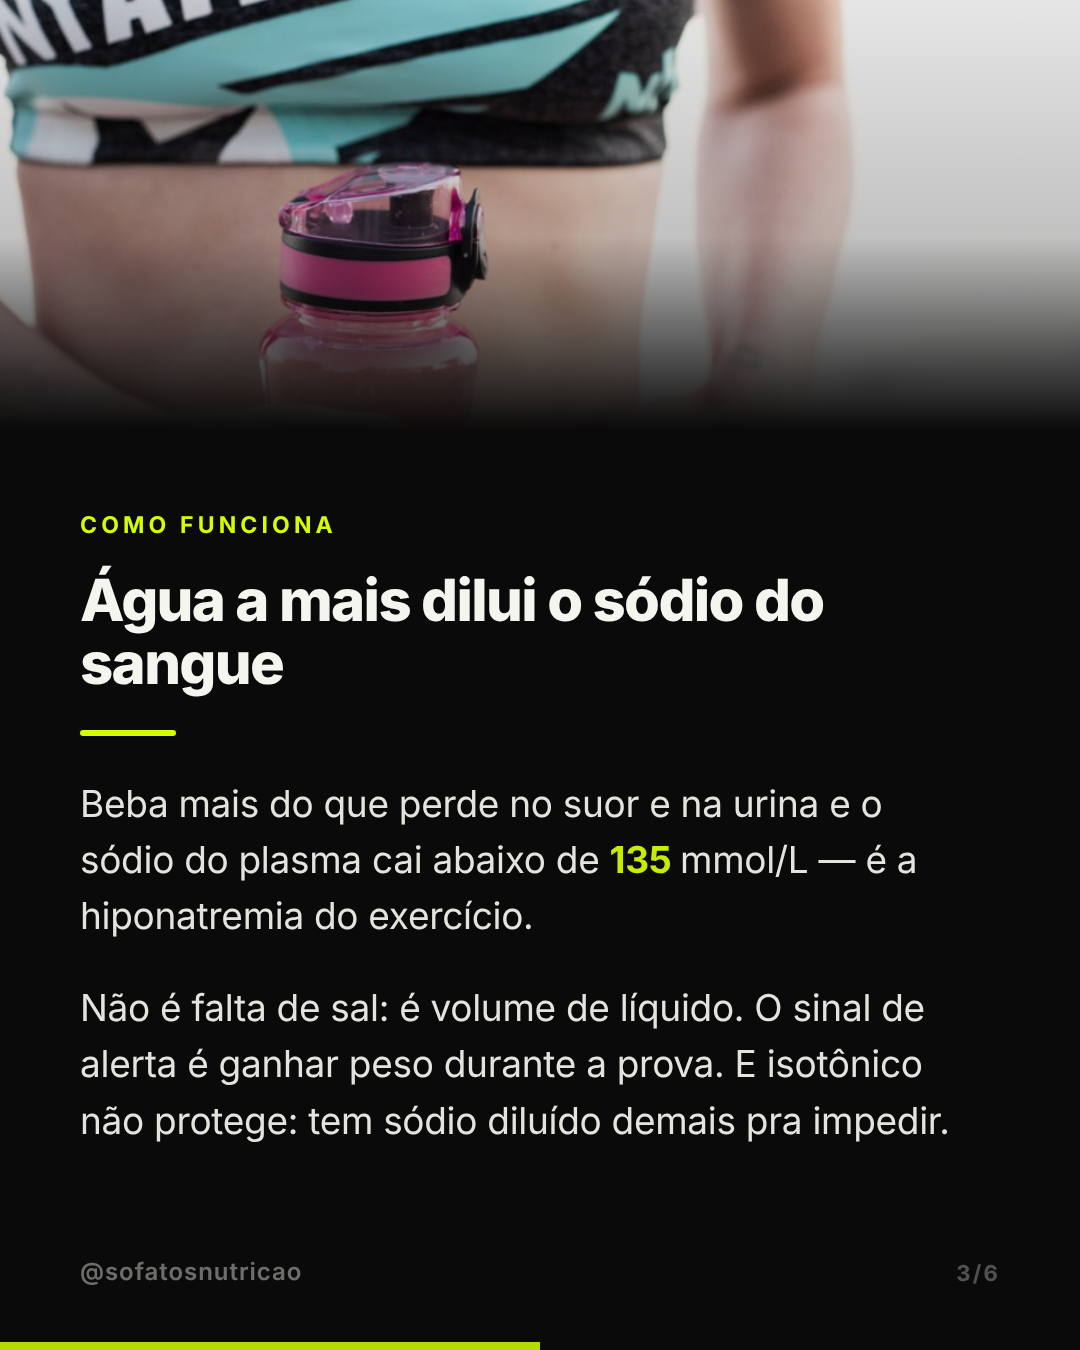 COMO FUNCIONA
Água a mais dilui o sódio do
sangue
Beba mais do que perde no suor e na urina e o
sódio do plasma cai abaixo de 135 mmol/L — é a
hiponatremia do exercício.
Não é falta de sal: é volume de líquido. O sinal de
alerta é ganhar peso durante a prova. E isotônico
não protege: tem sódio diluído demais pra impedir.
@sofatosnutricao
3/6